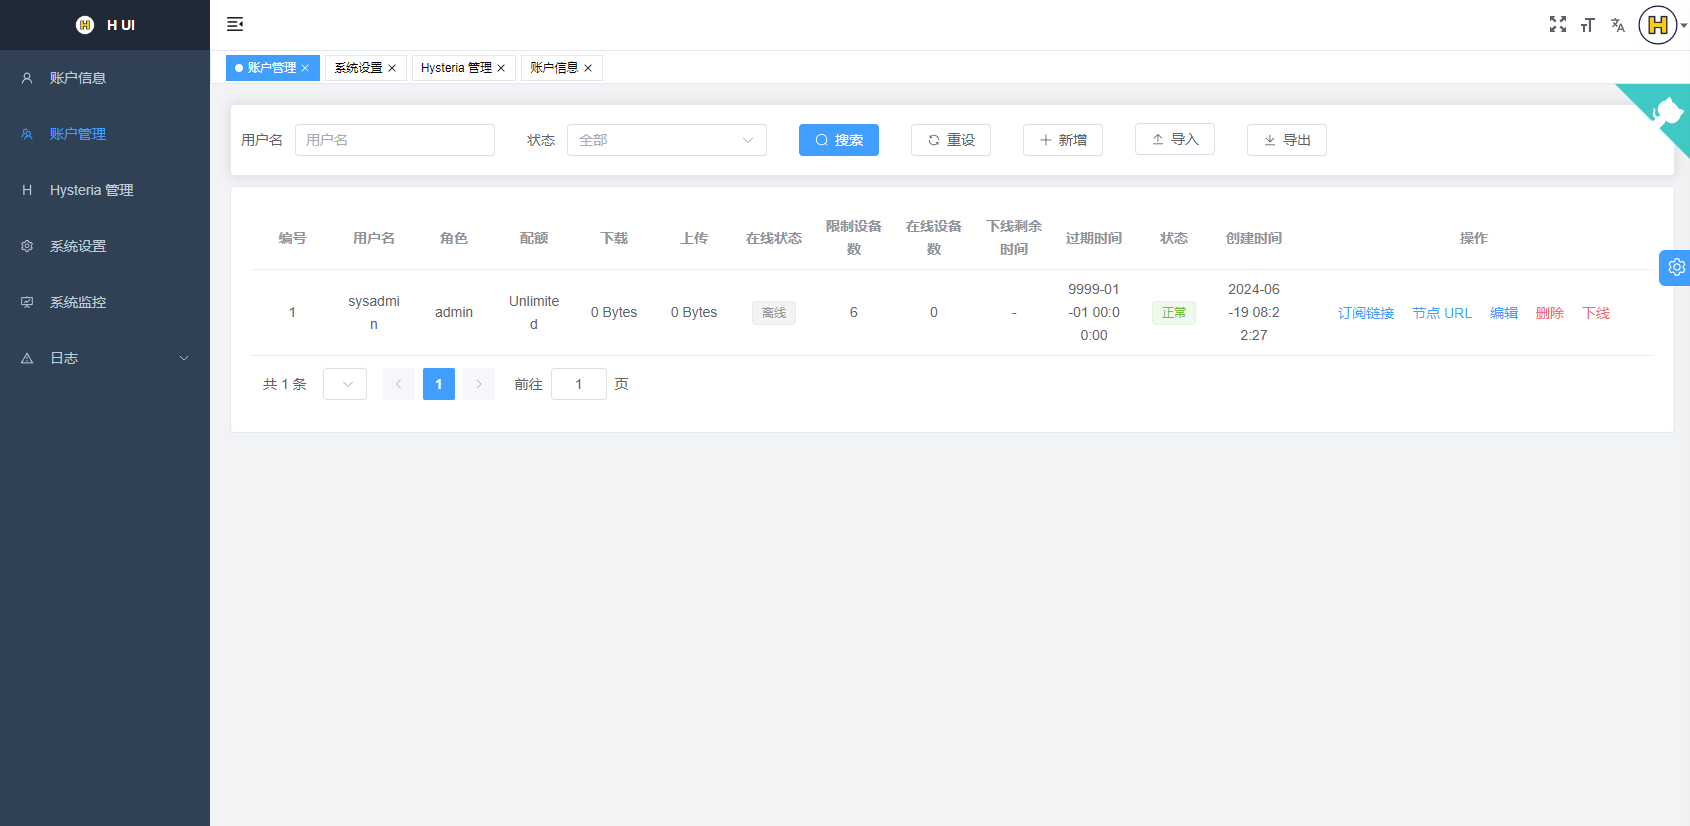 H UI
账户信息
账户管理
Hysteria 管理
系统设置
系统监控
日志
账户管理
系统设置
Hysteria 管理
账户信息
用户名
用户名
状态
全部
搜索
重设
新增
导入
导出
编号
用户名
角色
配额
下载
上传
在线状态
限制设备
数
在线设备
数
下线剩余
时间
过期时间
状态
创建时间
操作
1
sysadmi
n
admin
Unlimite
d
0 Bytes
0 Bytes
离线
6
0
-
9999-01
-01 00:0
0:00
正常
2024-06
-19 08:2
2:27
订阅链接
节点 URL
编辑
删除
下线
共 1 条
1
前往
1
页